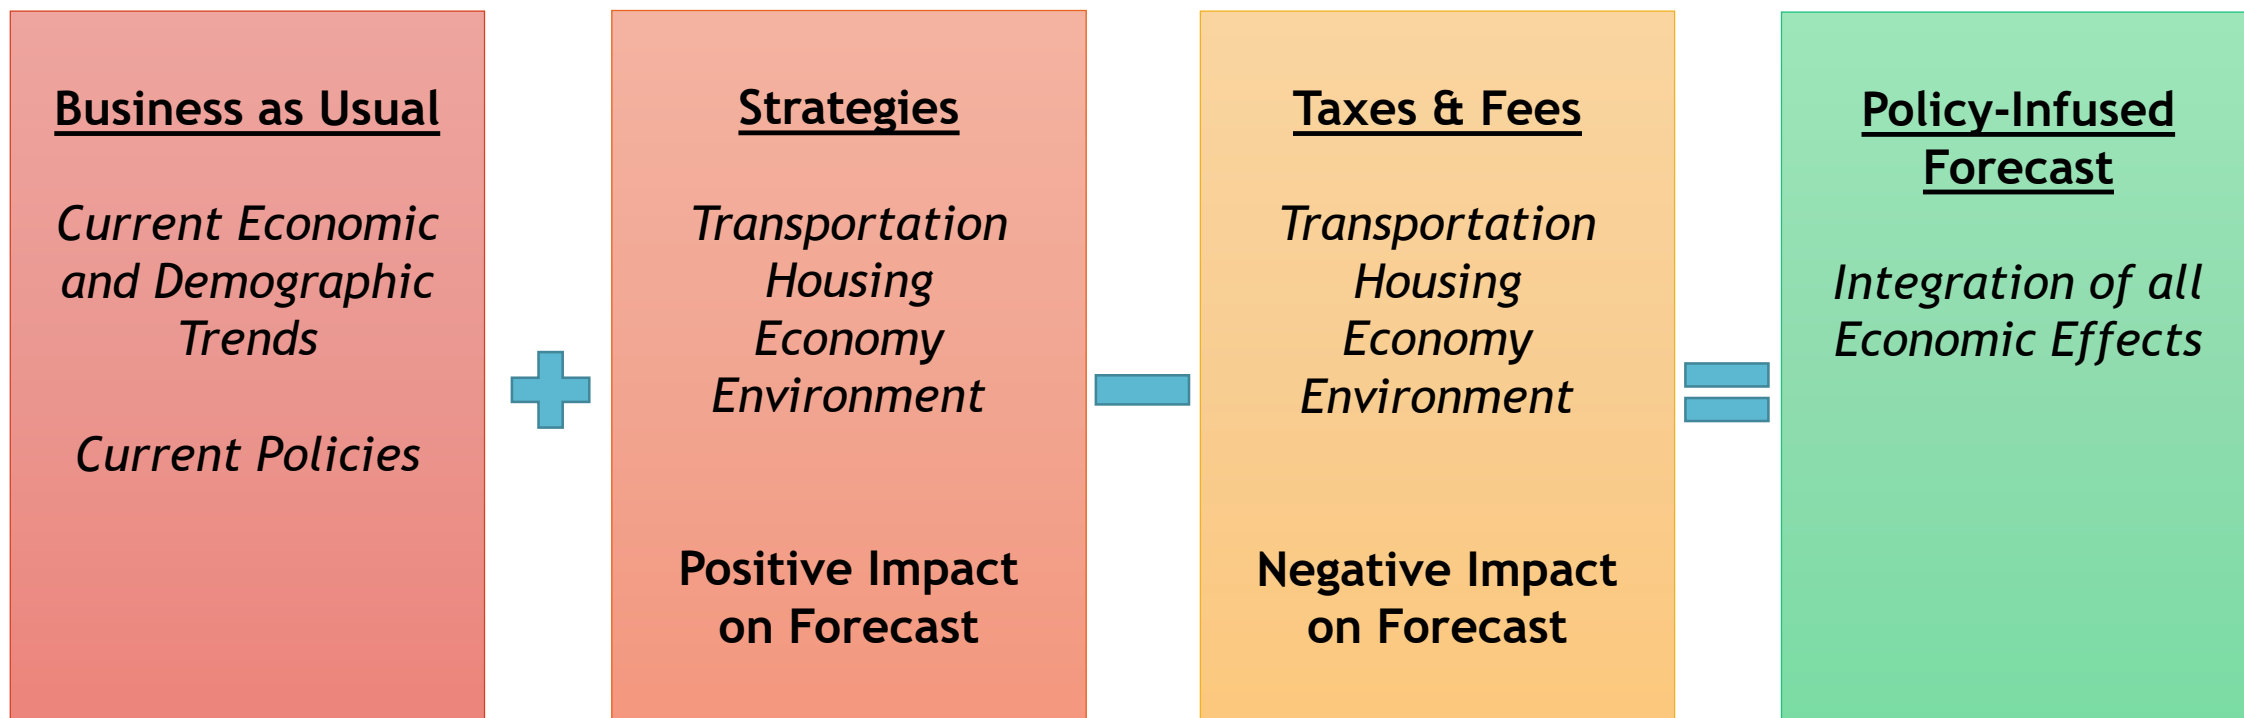 Business as Usual
Current Economic
and Demographic
Trends
Current Policies
Strategies
Transportation
Housing
Economy
Environment
Positive Impact
on Forecast
Taxes & Fees
Transportation
Housing
Economy
Environment
Negative Impact
on Forecast
Policy-Infused
Forecast
Integration of all
Economic Effects